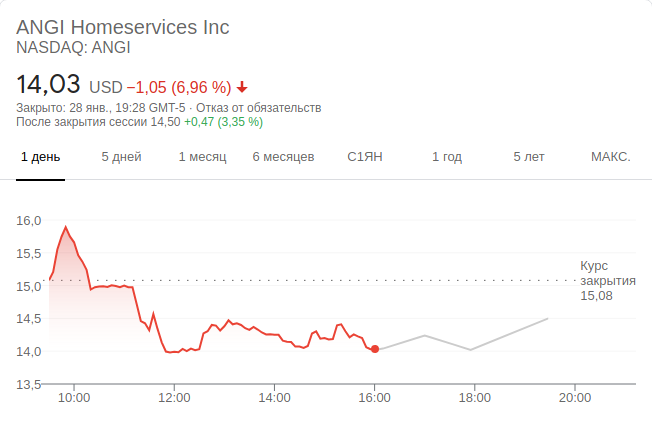 ANGI Homeservices Inc
NASDAQ: ANGI
14,03 USD −1,05 (6,96 %)
Закрыто: 28 янв., 19:28 GMT-5 · Отказ от обязательств
После закрытия сессии 14,50 +0,47 (3,35 %)
1 день 5 дней 1 месяц 6 месяцев С1ЯН 1 год 5 лет МАКС.
16,0
15,5
15,0
14,5
14,0
13,5
Курс
закрытия
15,08
10:00 12:00 14:00 16:00 18:00 20:00